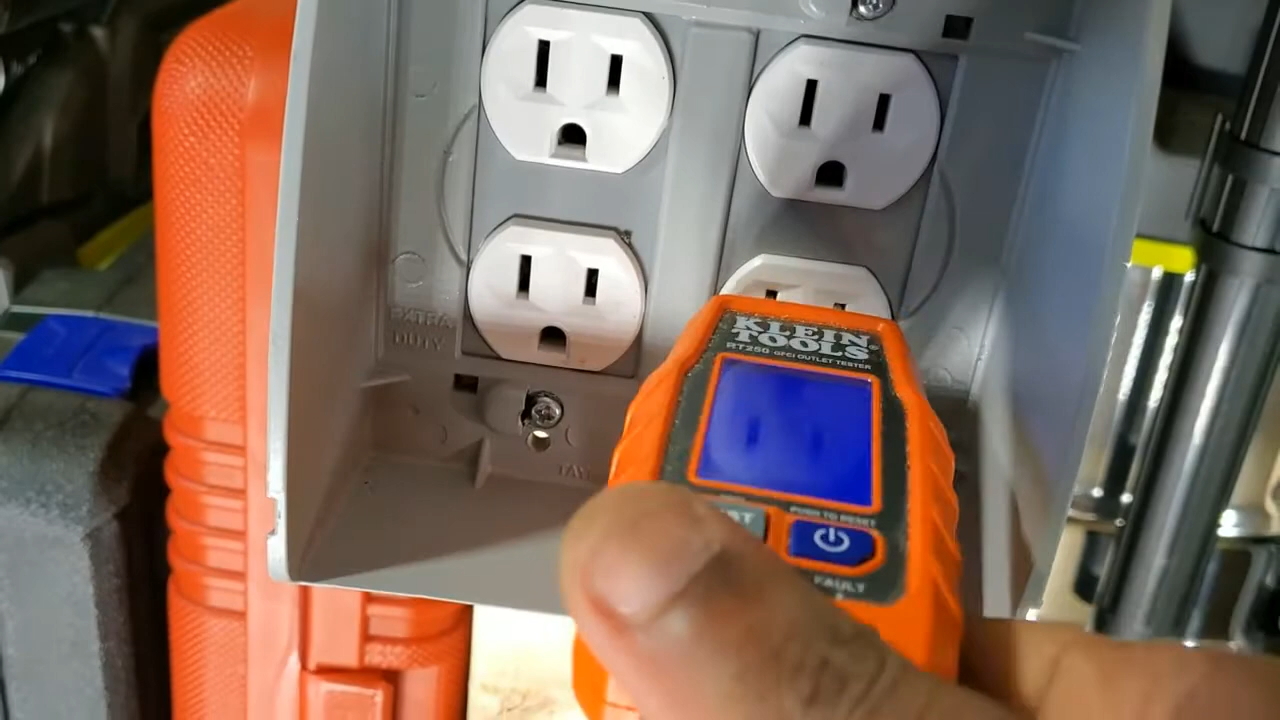 EXTRA
DUTY
KLEIN
TOOLS®
RT250 GFCI OUTLET TESTER
PUSH TO RESET
FAULT